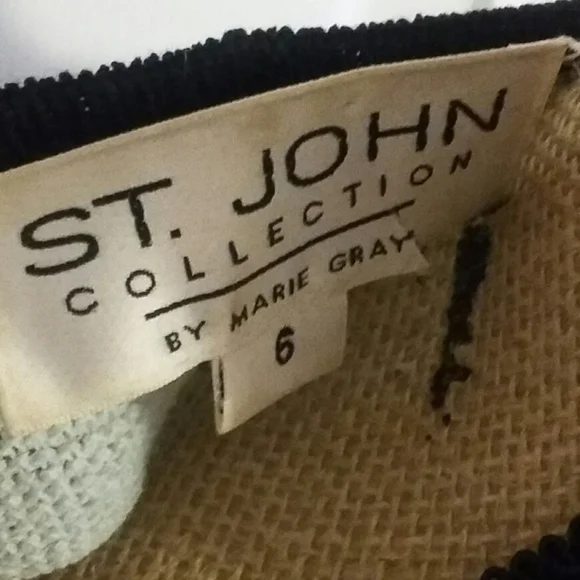 ST. JOHN
COLLECTION
BY MARIE GRAY
6